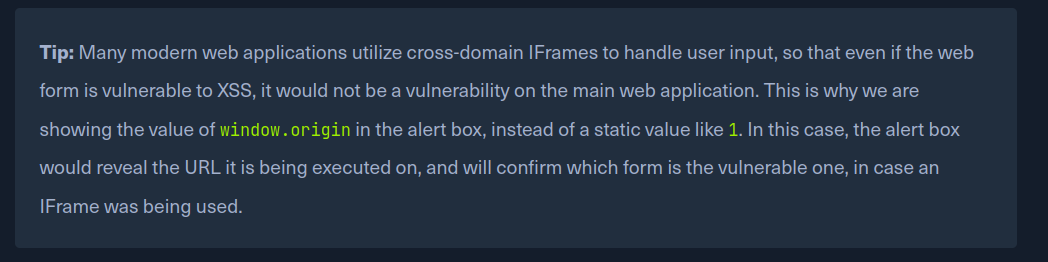 Tip: Many modern web applications utilize cross-domain IFrames to handle user input, so that even if the web
form is vulnerable to XSS, it would not be a vulnerability on the main web application. This is why we are
showing the value of window.origin in the alert box, instead of a static value like 1. In this case, the alert box
would reveal the URL it is being executed on, and will confirm which form is the vulnerable one, in case an
IFrame was being used.